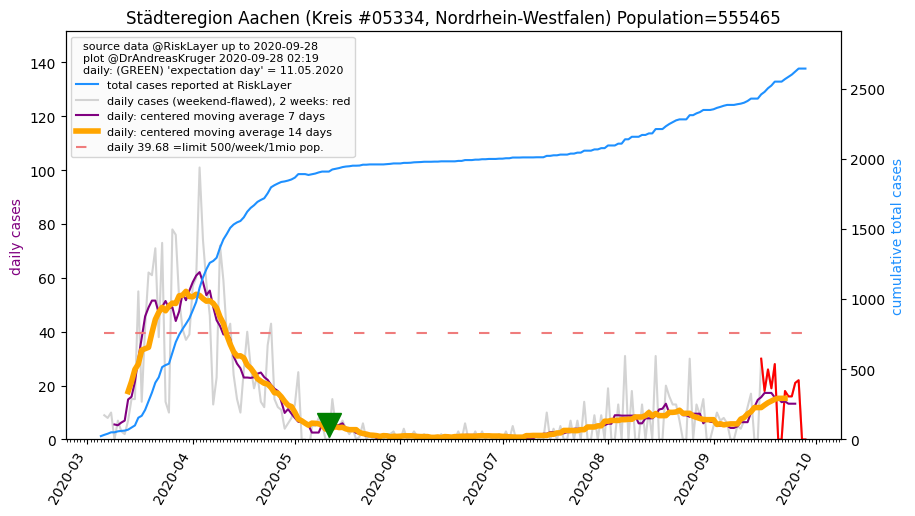 Städteregion Aachen (Kreis #05334, Nordrhein-Westfalen) Population=555465
source data @RiskLayer up to 2020-09-28
plot @DrAndreasKruger 2020-09-28 02:19
daily: (GREEN) 'expectation day' = 11.05.2020
total cases reported at RiskLayer
daily cases (weekend-flawed), 2 weeks: red
daily: centered moving average 7 days
daily: centered moving average 14 days
daily 39.68 =limit 500/week/1mio pop.
daily cases
140
120
100
80
60
40
20
0
cumulative total cases
2500
2000
1500
1000
500
0
2020-03
2020-04
2020-05
2020-06
2020-07
2020-08
2020-09
2020-10